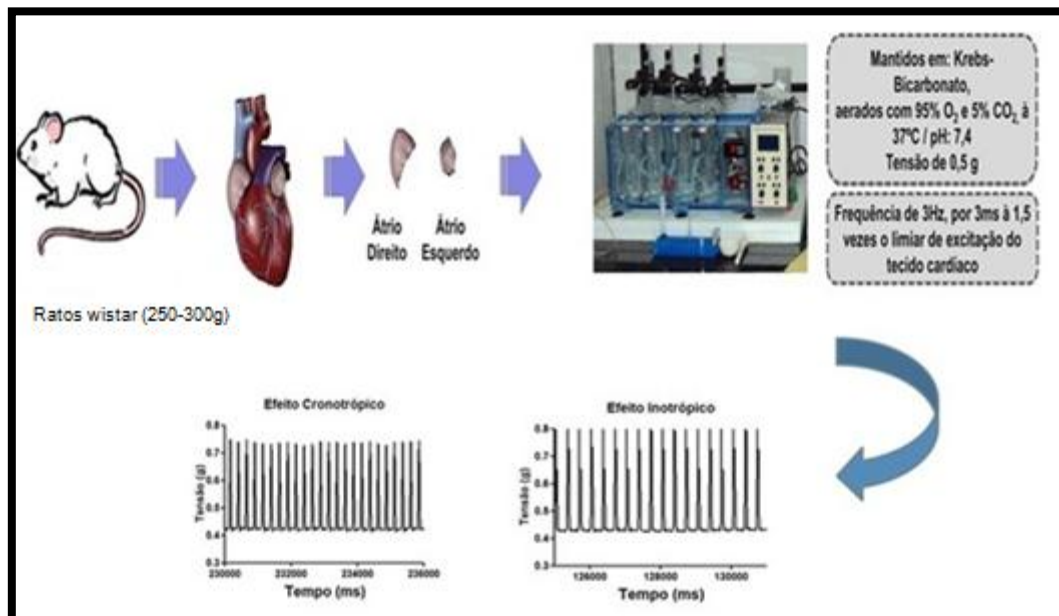 Mantidos em: Krebs-
Bicarbonato,
aerados com 95% O2 e 5% CO2, à
37ºC / pH: 7,4
Tensão de 0,5 g
Frequência de 3Hz, por 3ms à 1,5
vezes o limiar de excitação do
tecido cardiaco
Átrio
Direito
Átrio
Esquerdo
Ratos wistar (250-300g)
Efeito Cronotrópico
Tensão (g)
0.8
0.7
0.6
0.5
0.4
0.3
230000 232000 234000 236000
Tempo (ms)
Efeito Inotrópico
Tensão (g)
0.8
0.7
0.6
0.5
0.4
0.3
126000 128000 130000
Tempo (ms)